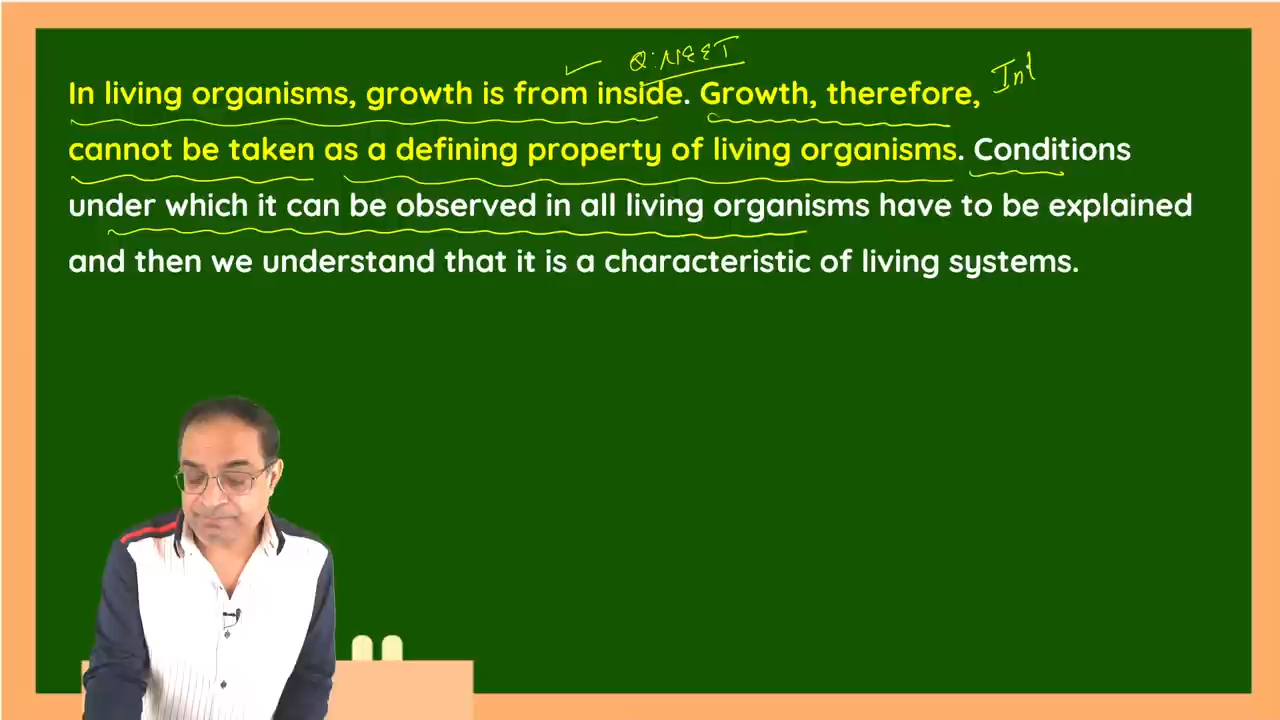 Q: NEET
In living organisms, growth is from inside. Growth, therefore, Int
cannot be taken as a defining property of living organisms. Conditions
under which it can be observed in all living organisms have to be explained
and then we understand that it is a characteristic of living systems.